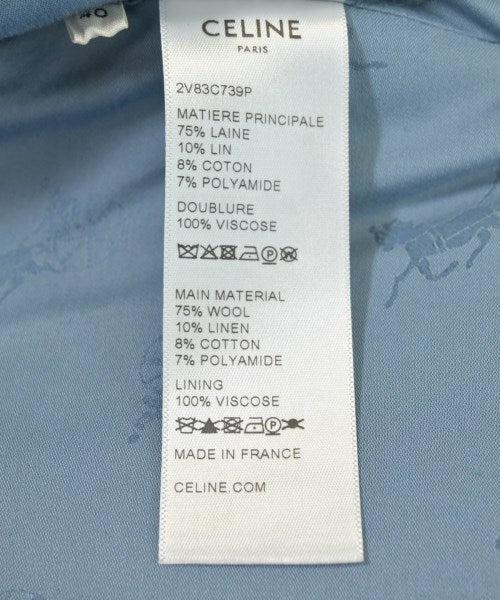 40
CELINE
PARIS
2V83C739P
MATIERE PRINCIPALE
75% LAINE
10% LIN
8% COTON
7% POLYAMIDE
DOUBLURE
100% VISCOSE
MAIN MATERIAL
75% WOOL
10% LINEN
8% COTTON
7% POLYAMIDE
LINING
100% VISCOSE
MADE IN FRANCE
CELINE.COM